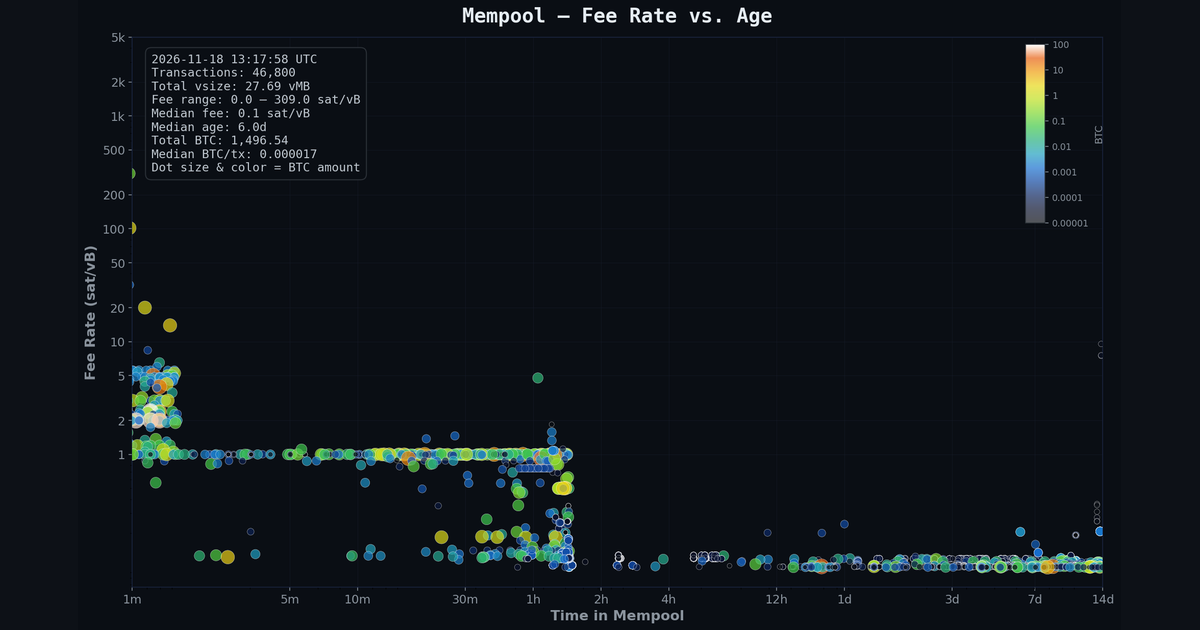 Mempool — Fee Rate vs. Age
2026-11-18 13:17:58 UTC
Transactions: 46,800
Total vsize: 27.69 vMB
Fee range: 0.0 — 309.0 sat/vB
Median fee: 0.1 sat/vB
Median age: 6.0d
Total BTC: 1,496.54
Median BTC/tx: 0.000017
Dot size & color = BTC amount
100
10
1
0.1
0.01
0.001
0.0001
0.00001
BTC
Fee Rate (sat/vB)
5k
2k
1k
500
200
100
50
20
10
5
2
1
1m
5m
10m
30m
1h
2h
4h
12h
1d
3d
7d
14d
Time in Mempool